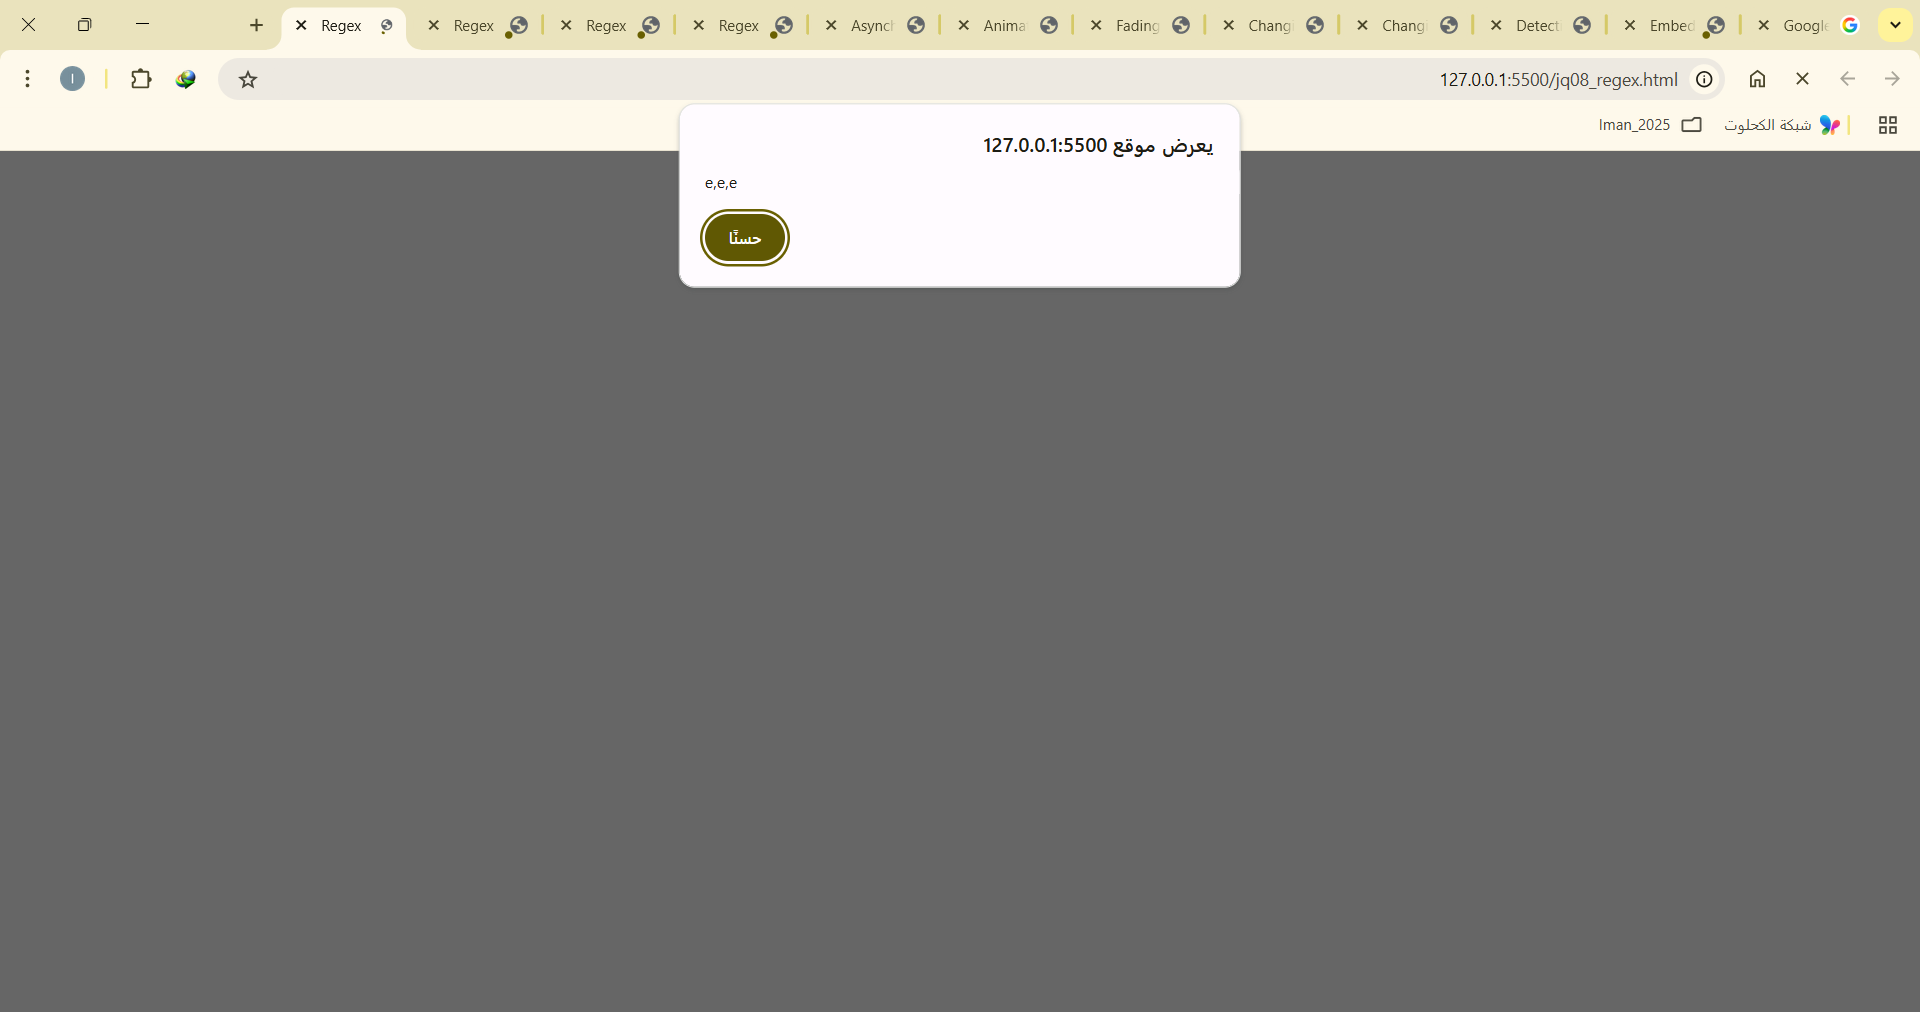 Regex
Regex
Regex
Regex
Asynch
Anima
Fading
Chang
Chang
Detect
Embed
Google
127.0.0.1:5500/jq08_regex.html
شبكة الكحلوت
Iman_2025
يعرض موقع 127.0.0.1:5500
e,e,e
حسنًا